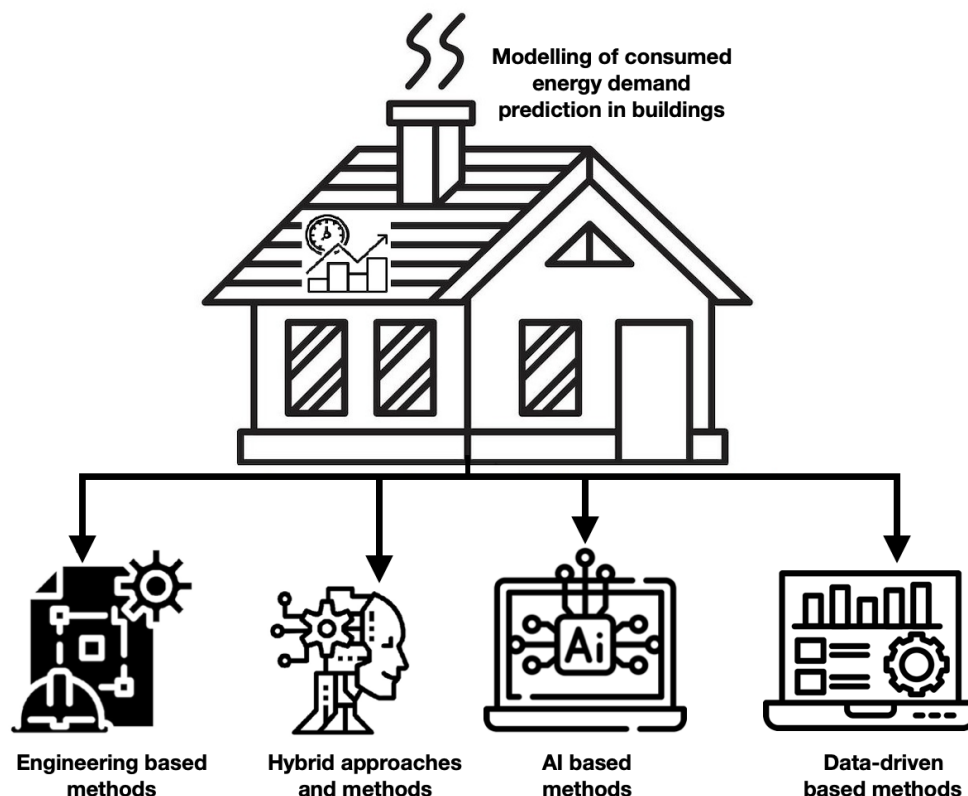 Modelling of consumed
energy demand
prediction in buildings
Ai
Engineering based
methods
Hybrid approaches
and methods
AI based
methods
Data-driven
based methods